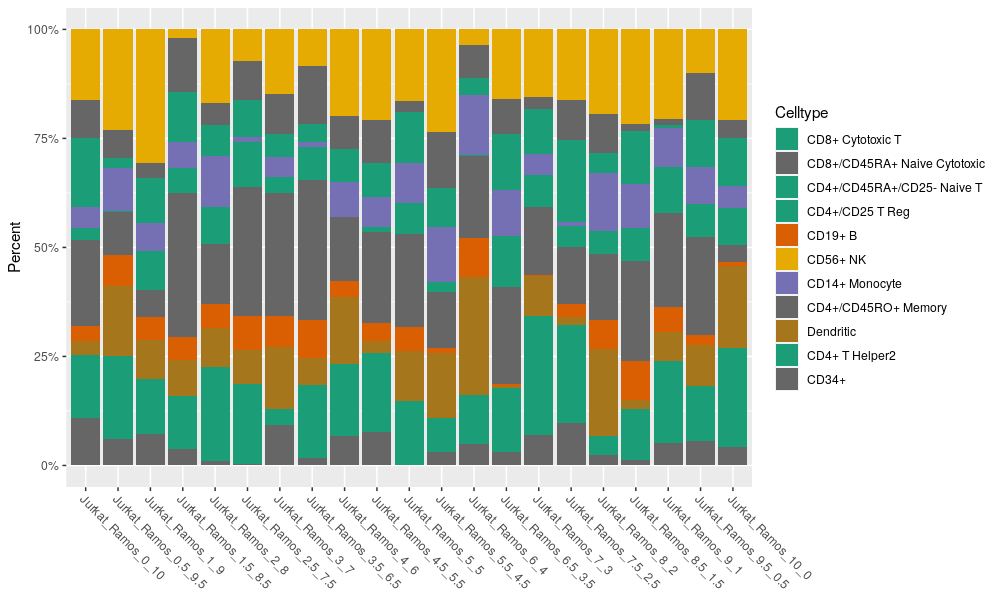 100%
75%
50%
25%
0%
Percent
Jurkat_Ramos_0_10
Jurkat_Ramos_0.5_9.5
Jurkat_Ramos_1_9
Jurkat_Ramos_1.5_8.5
Jurkat_Ramos_2_8
Jurkat_Ramos_2.5_7.5
Jurkat_Ramos_3_7
Jurkat_Ramos_3.5_6.5
Jurkat_Ramos_4_6
Jurkat_Ramos_4.5_5.5
Jurkat_Ramos_5_5
Jurkat_Ramos_5.5_4.5
Jurkat_Ramos_6_4
Jurkat_Ramos_6.5_3.5
Jurkat_Ramos_7_3
Jurkat_Ramos_7.5_2.5
Jurkat_Ramos_8_2
Jurkat_Ramos_8.5_1.5
Jurkat_Ramos_9_1
Jurkat_Ramos_9.5_0.5
Jurkat_Ramos_10_0
Celltype
CD8+ Cytotoxic T
CD8+/CD45RA+ Naive Cytotoxic
CD4+/CD45RA+/CD25- Naive T
CD4+/CD25 T Reg
CD19+ B
CD56+ NK
CD14+ Monocyte
CD4+/CD45RO+ Memory
Dendritic
CD4+ T Helper2
CD34+